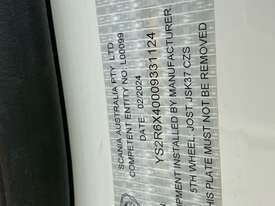 SCANIA AUSTRALIA PTY LTD
COMPETENT ENTITY NO: L00099
DATE: 02/2024
YS2R6X40009331124
IPMENT INSTALLED BY MANUFACTURER
5TH WHEEL, JOST JSK37 CZS
THIS PLATE MUST NOT BE REMOVED